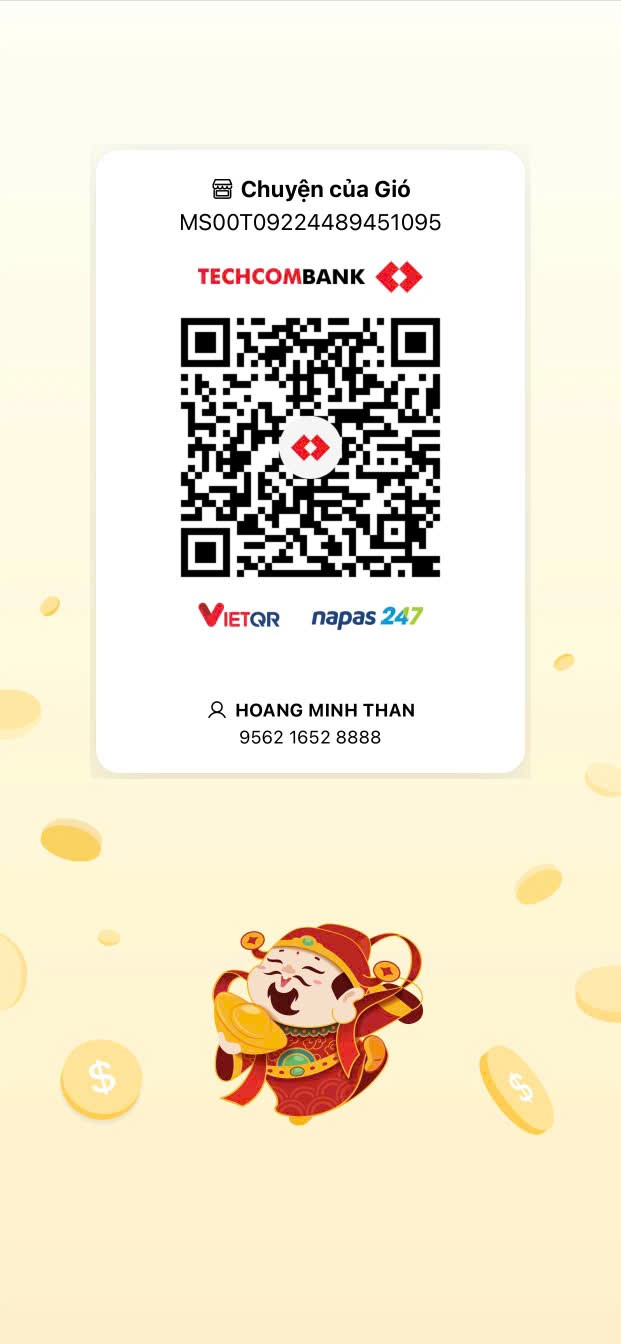 Chuyện của Gió
MS00T09224489451095
TECHCOMBANK
VIETQR napas 247
HOANG MINH THAN
9562 1652 8888
$ $